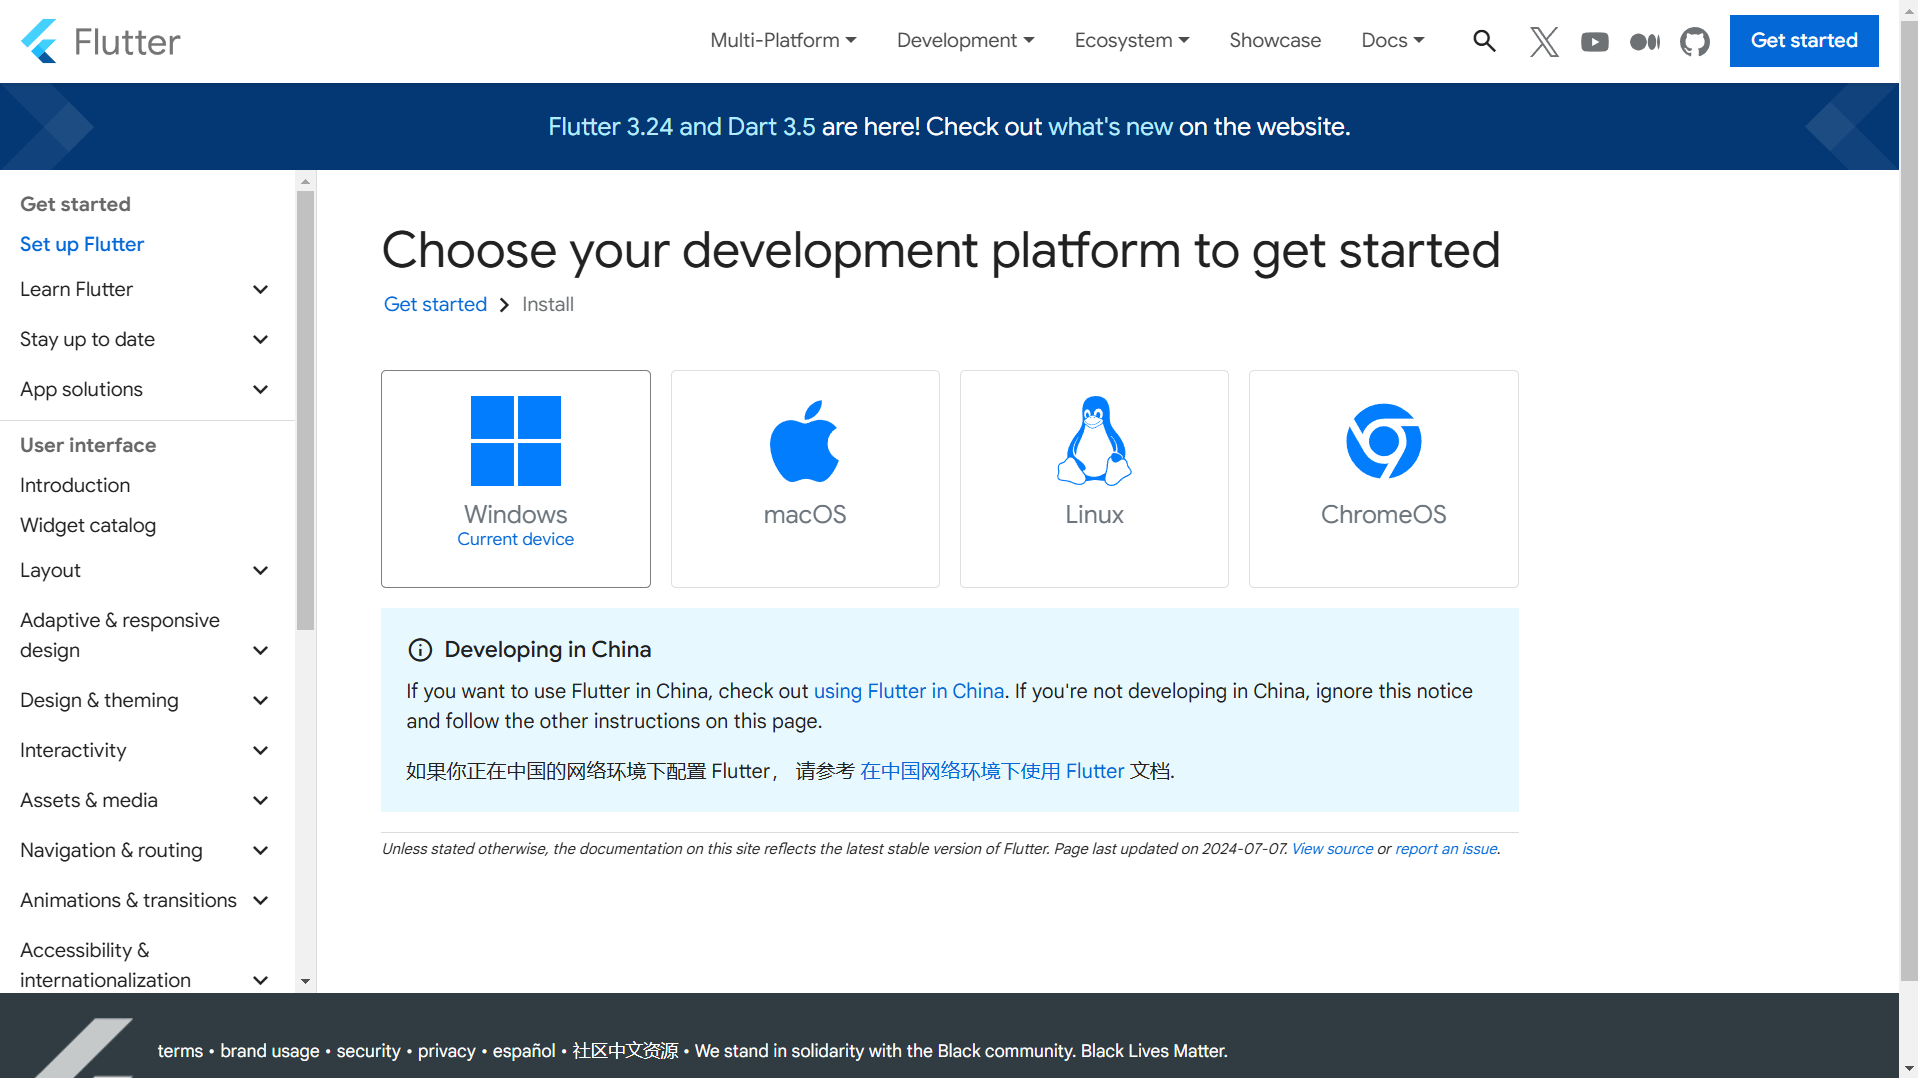 Flutter
Multi-Platform
Development
Ecosystem
Showcase
Docs
Get started
Flutter 3.24 and Dart 3.5 are here! Check out what's new on the website.
Get started
Set up Flutter
Learn Flutter
Stay up to date
App solutions
User interface
Introduction
Widget catalog
Layout
Adaptive & responsive
design
Design & theming
Interactivity
Assets & media
Navigation & routing
Animations & transitions
Accessibility &
internationalization
Choose your development platform to get started
Get started
Install
Windows
Current device
macOS
Linux
ChromeOS
Developing in China
If you want to use Flutter in China, check out using Flutter in China. If you're not developing in China, ignore this notice
and follow the other instructions on this page.
如果你正在中国的网络环境下配置 Flutter， 请参考 在中国网络环境下使用 Flutter 文档.
Unless stated otherwise, the documentation on this site reflects the latest stable version of Flutter. Page last updated on 2024-07-07. View source or report an issue.
terms • brand usage • security • privacy • español • 社区中文资源 • We stand in solidarity with the Black community. Black Lives Matter.